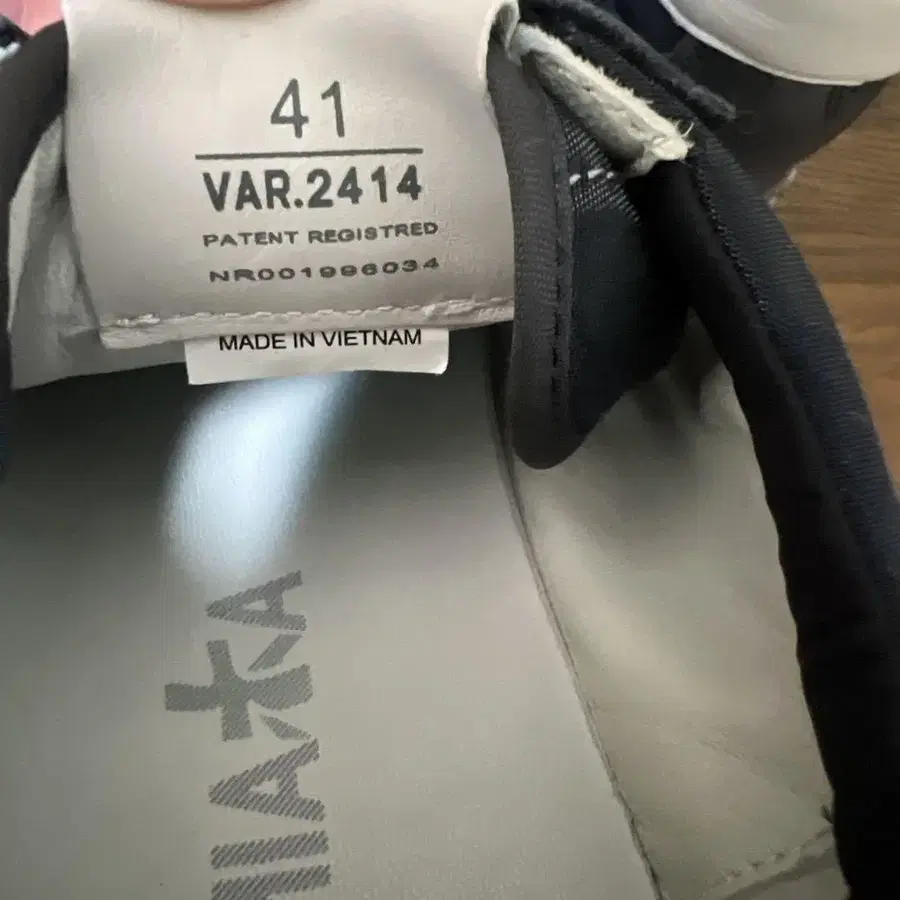 41
VAR.2414
PATENT REGISTRED
NR001996034
MADE IN VIETNAM